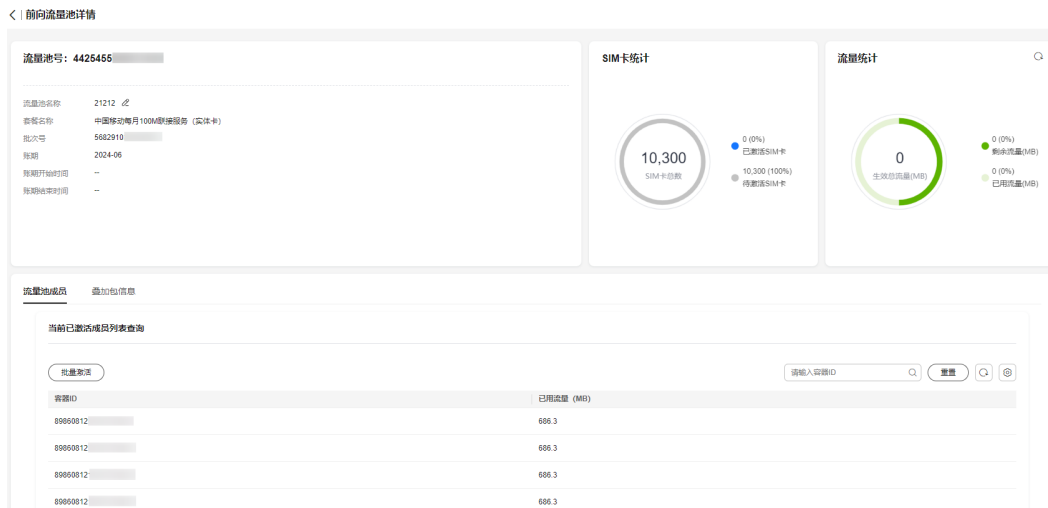 前向流量池详情
流量池号：4425455
流量池名称 21212
套餐名称 中国移动每月100M联接服务（实体卡）
批次号 5682910
账期 2024-06
账期开始时间 --
账期结束时间 --
SIM卡统计
10,300
SIM卡总数
0 (0%)
已激活SIM卡
10,300 (100%)
待激活SIM卡
流量统计
0
生效总流量(MB)
0 (0%)
剩余流量(MB)
0 (0%)
已用流量(MB)
流量池成员 叠加包信息
当前已激活成员列表查询
批量激活 请输入容器ID 重置
容器ID 已用流量 (MB)
89860812 686.3
89860812 686.3
89860812 686.3
89860812 686.3